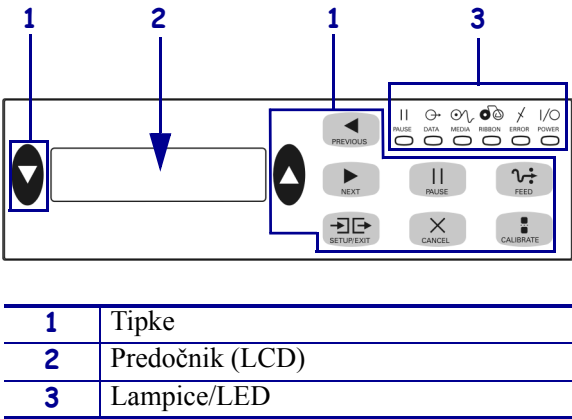 1 2 1 3
PAUSE DATA MEDIA RIBBON ERROR POWER
PREVIOUS
NEXT PAUSE FEED
SETUP/EXIT CANCEL CALIBRATE
1 Tipke
2 Predočnik (LCD)
3 Lampice/LED